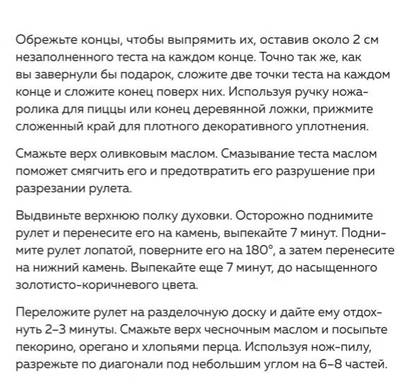 Обрежьте концы, чтобы выпрямить их, оставив около 2 см
незаполненного теста на каждом конце. Точно так же, как
вы завернули бы подарок, сложите две точки теста на каждом
конце и сложите конец поверх них. Используя ручку ножа-
ролика для пиццы или конец деревянной ложки, прижмите
сложенный край для плотного декоративного уплотнения.
Смажьте верх оливковым маслом. Смазывание теста маслом
поможет смягчить его и предотвратить его разрушение при
разрезании рулета.
Выдвиньте верхнюю полку духовки. Осторожно поднимите
рулет и перенесите его на камень, выпекайте 7 минут. Подни-
мите рулет лопатой, поверните его на 180°, а затем перенесите
на нижний камень. Выпекайте еще 7 минут, до насыщенного
золотисто-коричневого цвета.
Переложите рулет на разделочную доску и дайте ему отдох-
нуть 2–3 минуты. Смажьте верх чесночным маслом и посыпьте
пекорино, орегано и хлопьями перца. Используя нож-пилу,
разрежьте по диагонали под небольшим углом на 6–8 частей.